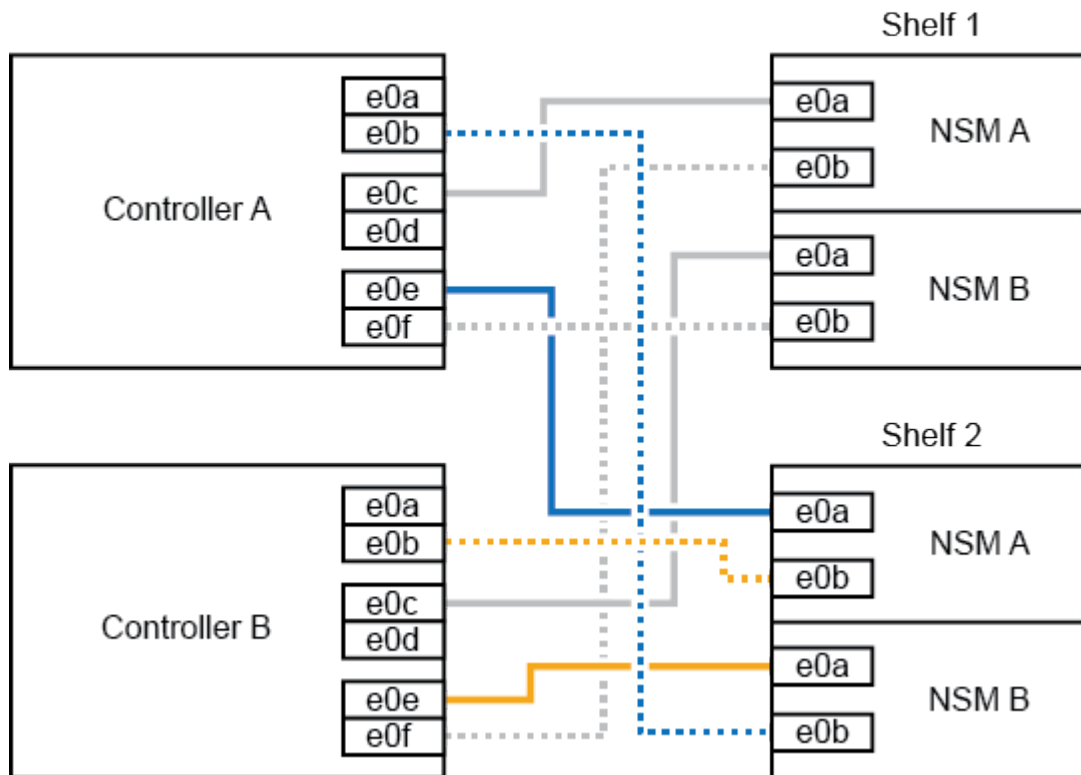 Shelf 1
Controller A
e0a
e0b
e0c
e0d
e0e
e0f
e0a
e0b
NSM A
e0a
e0b
NSM B
Shelf 2
Controller B
e0a
e0b
e0c
e0d
e0e
e0f
e0a
e0b
NSM A
e0a
e0b
NSM B